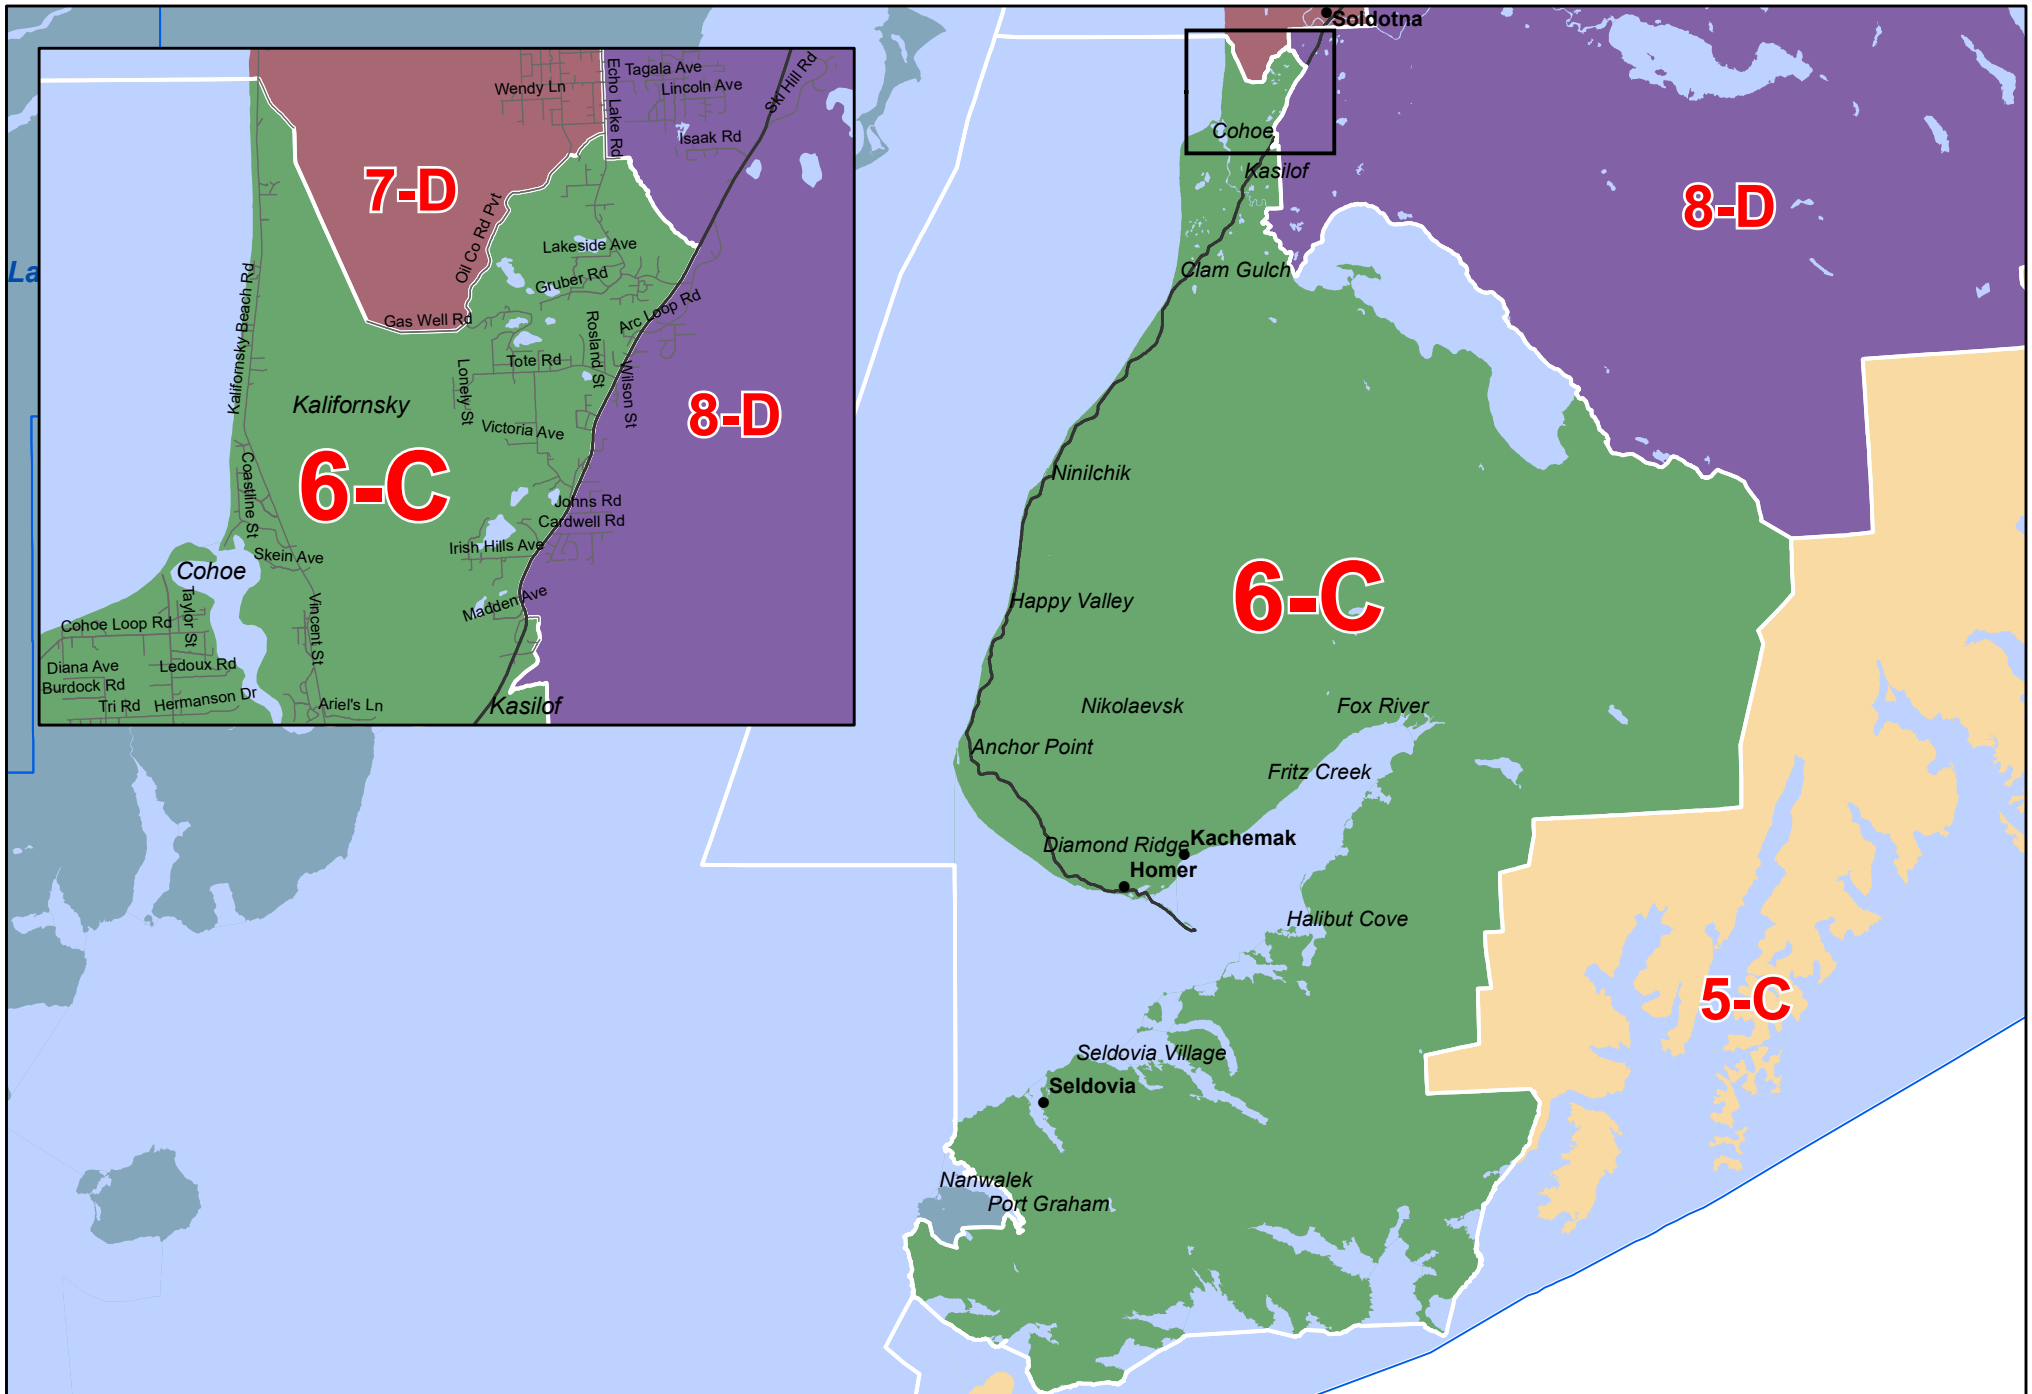 Soldotna
Wendy Ln
Echo Lake Rd
Tagala Ave
Lincoln Ave
Ski Hill Rd
Isaak Rd
7-D
Oil Co Rd Pvt
Lakeside Ave
Gruber Rd
Gas Well Rd
Arc Loop Rd
Kalifornsky Beach Rd
Rosland St
Wilson St
Tote Rd
Lonely St
Kalifornsky
Victoria Ave
8-D
6-C
Coastline St
Johns Rd
Cardwell Rd
Irish Hills Ave
Skein Ave
Cohoe
Taylor St
Vincent St
Madden Ave
Cohoe Loop Rd
Diana Ave
Ledoux Rd
Burdock Rd
Tri Rd
Hermanson Dr
Ariel's Ln
Kasilof
La
Cohoe
Kasilof
8-D
Clam Gulch
Ninilchik
6-C
Happy Valley
Nikolaevsk
Fox River
Anchor Point
Fritz Creek
Diamond Ridge
Kachemak
Homer
Halibut Cove
5-C
Seldovia Village
Seldovia
Nanwalek
Port Graham